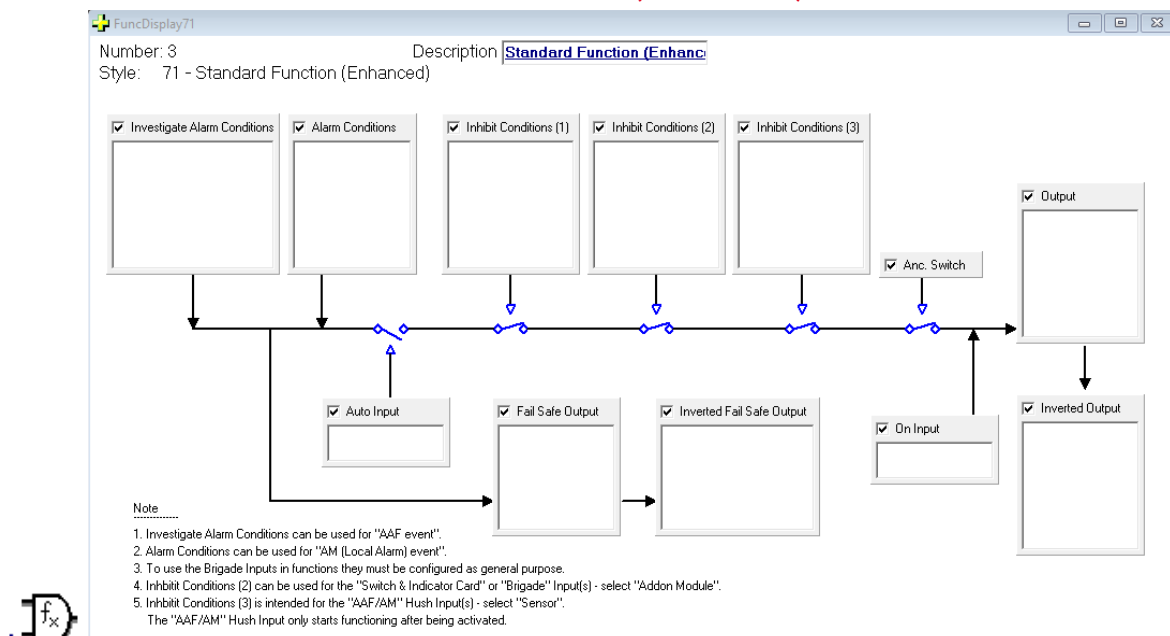 FuncDisplay71
Number: 3
Description Standard Function (Enhanc
Style: 71 - Standard Function (Enhanced)
Investigate Alarm Conditions
Alarm Conditions
Inhibit Conditions (1)
Inhibit Conditions (2)
Inhibit Conditions (3)
Output
Anc. Switch
Auto Input
Fail Safe Output
Inverted Fail Safe Output
On Input
Inverted Output
Note
1. Investigate Alarm Conditions can be used for "AAF event".
2. Alarm Conditions can be used for "AM (Local Alarm) event".
3. To use the Brigade Inputs in functions they must be configured as general purpose.
4. Inhbitit Conditions (2) can be used for the "Switch & Indicator Card" or "Brigade" Input(s) - select "Addon Module".
5. Inhbitit Conditions (3) is intended for the "AAF/AM" Hush Input(s) - select "Sensor".
The "AAF/AM" Hush Input only starts functioning after being activated.
fx